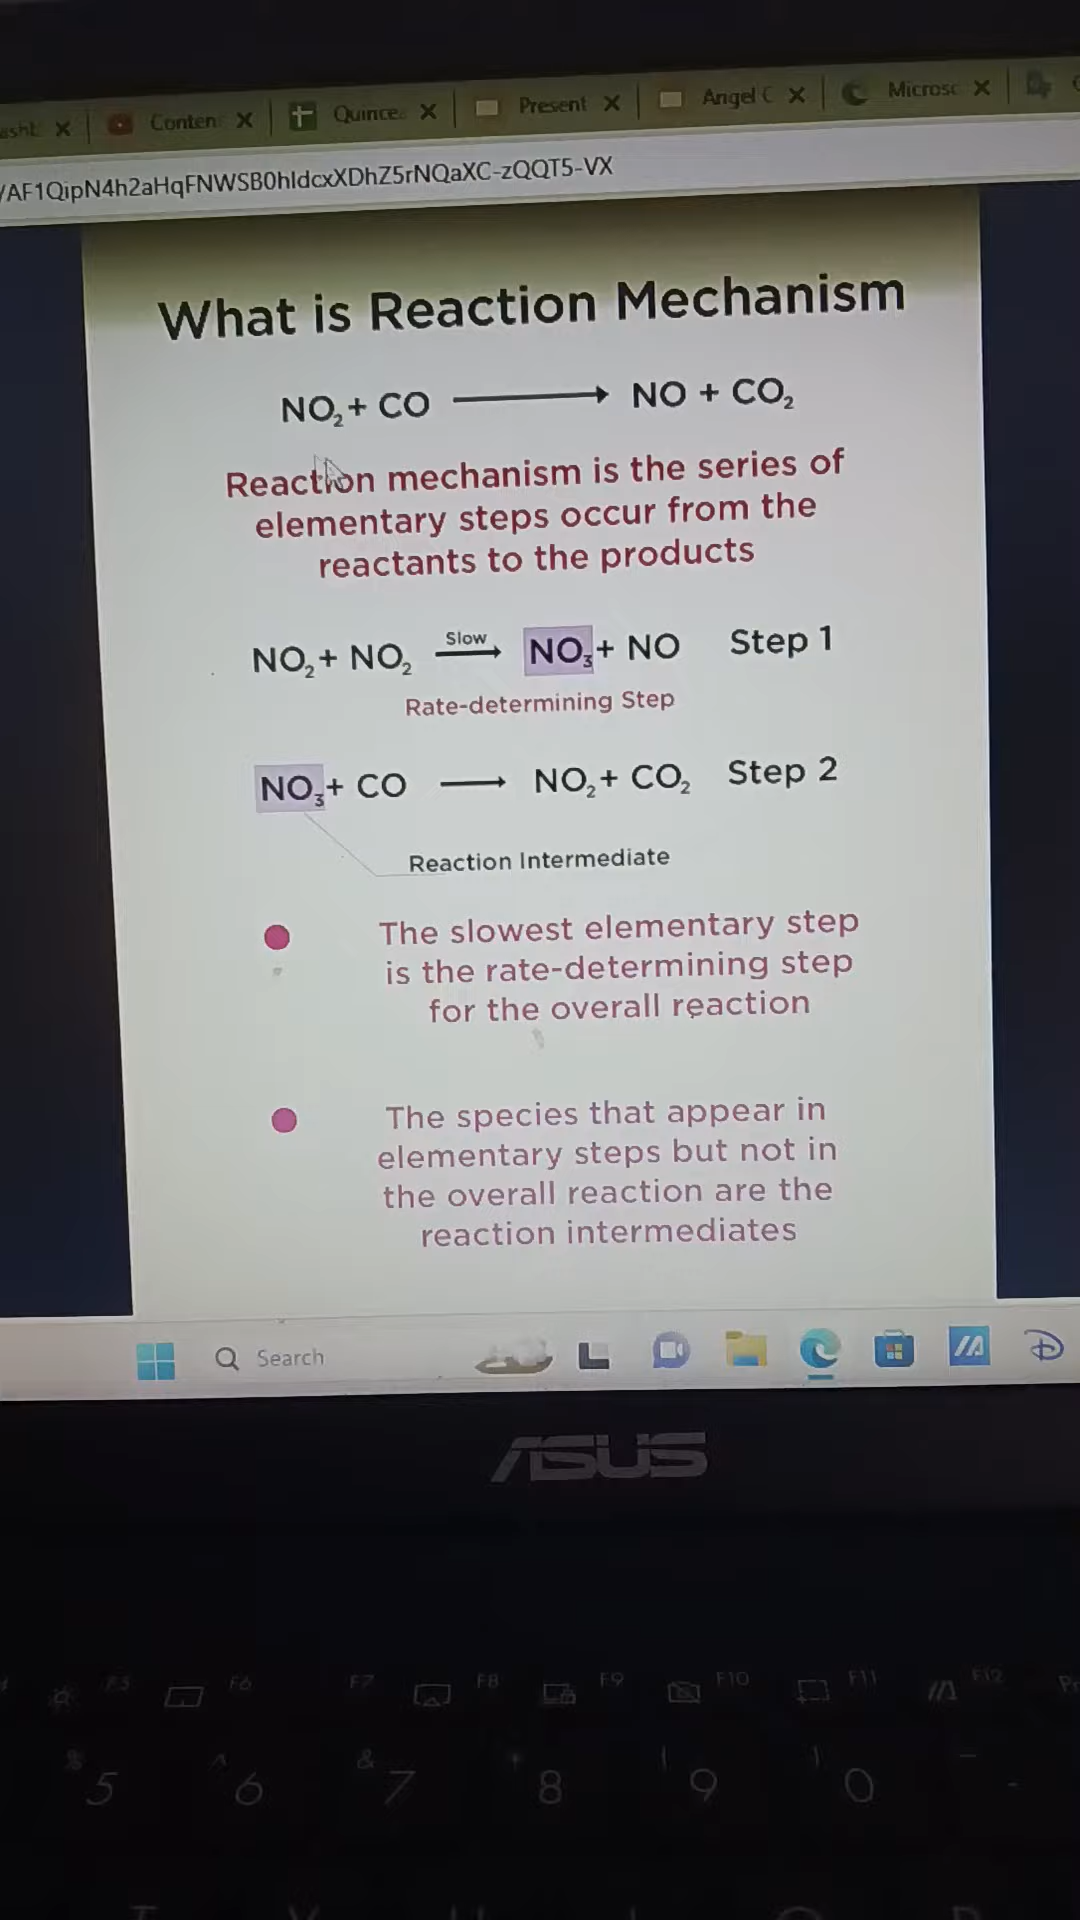 Conten
Quince
Present
Angel C
Microsc
/AF1QipN4h2aHqFNWSB0hldcxXDhZ5rNQaXC-zQQT5-VX
What is Reaction Mechanism
NO₂ + CO ⟶ NO + CO₂
Reaction mechanism is the series of
elementary steps occur from the
reactants to the products
Slow
NO₂ + NO₂ ⟶ NO₃ + NO Step 1
Rate-determining Step
NO₃ + CO ⟶ NO₂ + CO₂ Step 2
Reaction Intermediate
The slowest elementary step
is the rate-determining step
for the overall reaction
The species that appear in
elementary steps but not in
the overall reaction are the
reaction intermediates
Search
ASUS
F5 F6 F7 F8 F9 F10 F11 F12
% 5 ^ 6 & 7 8 9 0